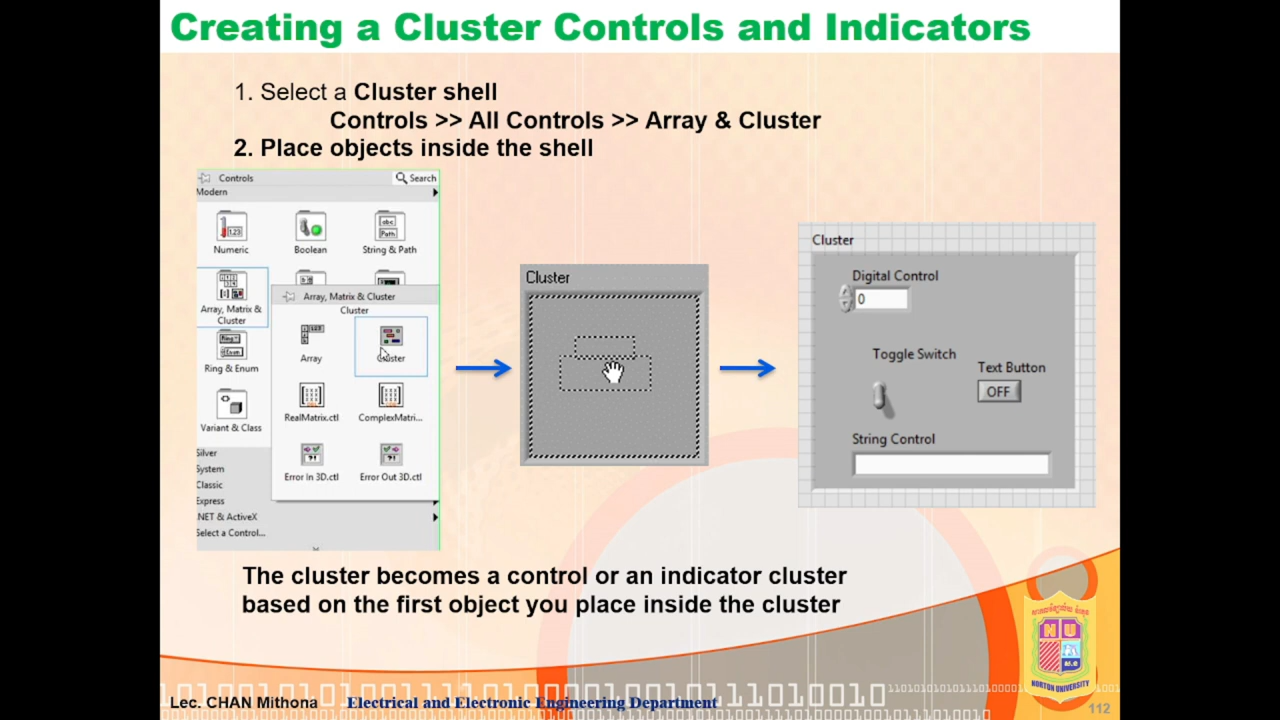 Creating a Cluster Controls and Indicators
1. Select a Cluster shell
Controls >> All Controls >> Array & Cluster
2. Place objects inside the shell
Controls
Search
Modern
Numeric
Boolean
String & Path
Array, Matrix &
Cluster
Ring & Enum
Variant & Class
Silver
System
Classic
Express
.NET & ActiveX
Select a Control...
Array, Matrix & Cluster
Cluster
Array
Cluster
RealMatrix.ctl
ComplexMatri...
Error In 3D.ctl
Error Out 3D.ctl
Cluster
Cluster
Digital Control
0
Toggle Switch
Text Button
OFF
String Control
The cluster becomes a control or an indicator cluster
based on the first object you place inside the cluster
NU
NORTON UNIVERSITY
Lec. CHAN Mithona
Electrical and Electronic Engineering Department
112